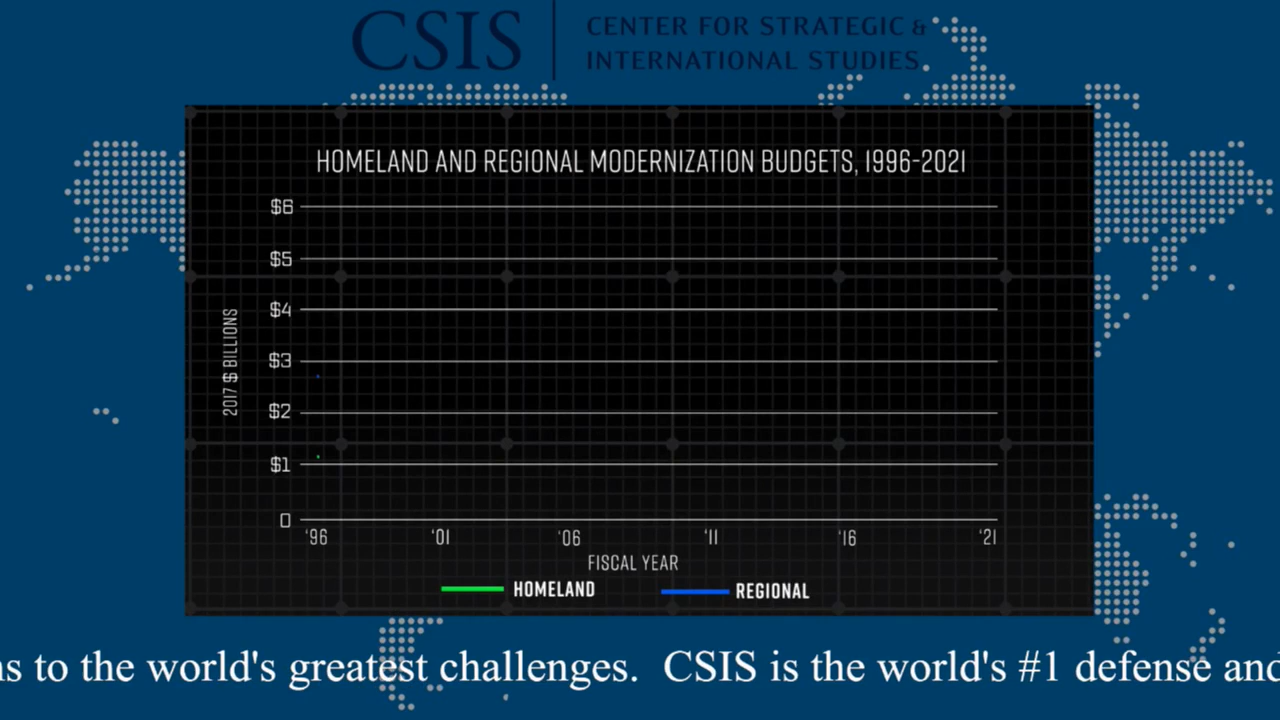 CSIS
CENTER FOR STRATEGIC &
INTERNATIONAL STUDIES
HOMELAND AND REGIONAL MODERNIZATION BUDGETS, 1996-2021
$6
$5
$4
$3
$2
$1
0
2017 $ BILLIONS
'96 '01 '06 '11 '16 '21
FISCAL YEAR
HOMELAND REGIONAL
to the world's greatest challenges. CSIS is the world's #1 defense and